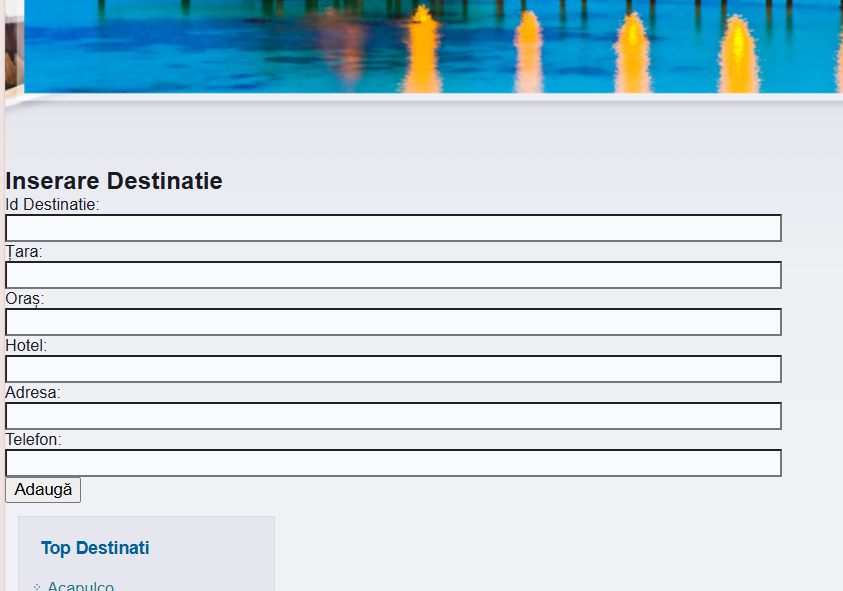 Inserare Destinatie
Id Destinatie:
Țara:
Oraș:
Hotel:
Adresa:
Telefon:
Adaugă
Top Destinati
Acapulco